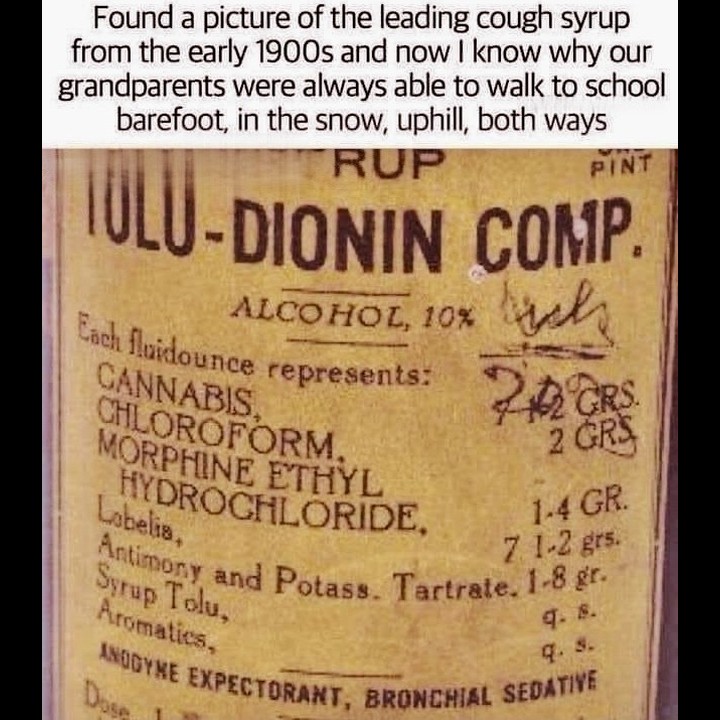 Found a picture of the leading cough syrup
from the early 1900s and now I know why our
grandparents were always able to walk to school
barefoot, in the snow, uphill, both ways
RUP
PINT
TOLU-DIONIN COMP.
ALCOHOL, 10%
Each fluidounce represents:
CANNABIS, GRS.
CHLOROFORM, 2 GRS
MORPHINE ETHYL
HYDROCHLORIDE, 1-4 GR.
Lobelia, 7 1-2 grs.
Antimony and Potass. Tartrate. 1-8 gr.
Syrup Tolu, q. s.
Aromatics, q. s.
ANODYNE EXPECTORANT, BRONCHIAL SEDATIVE
Dose